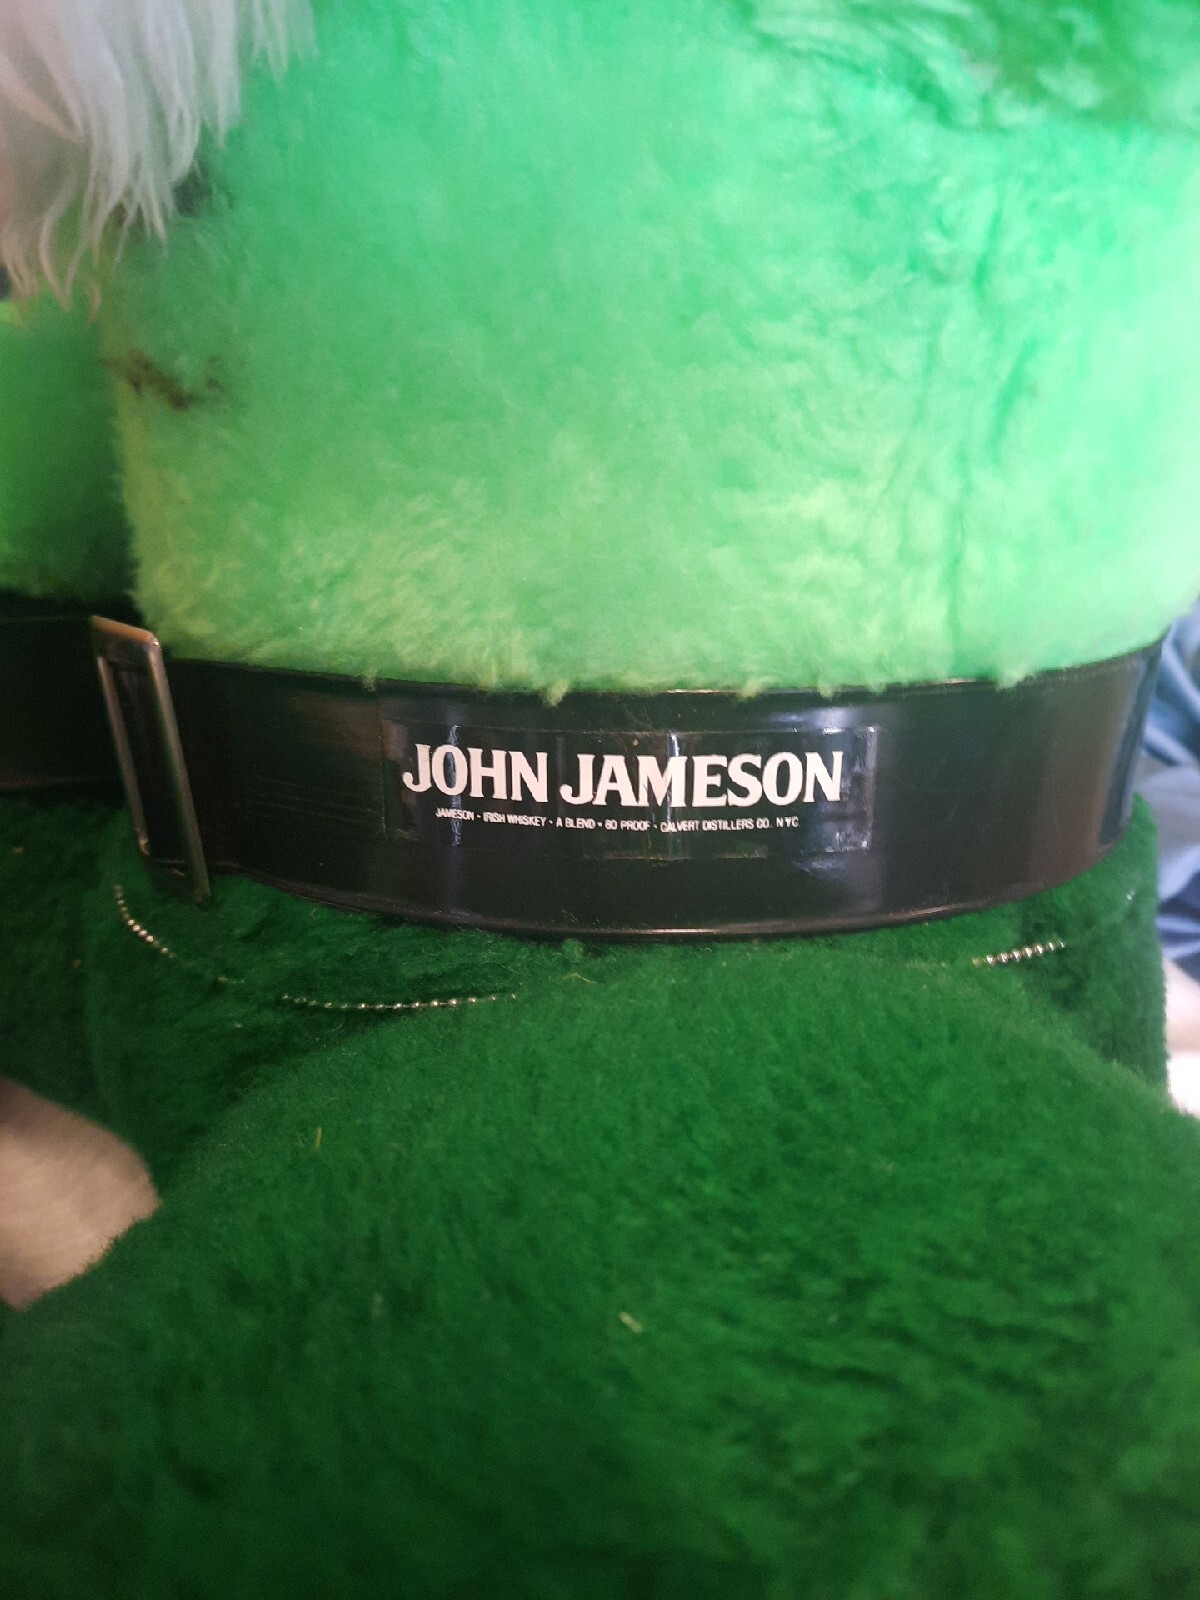 JOHN JAMESON
JAMESON • IRISH WHISKEY • A BLEND • 80 PROOF • CALVERT DISTILLERS CO., NYC